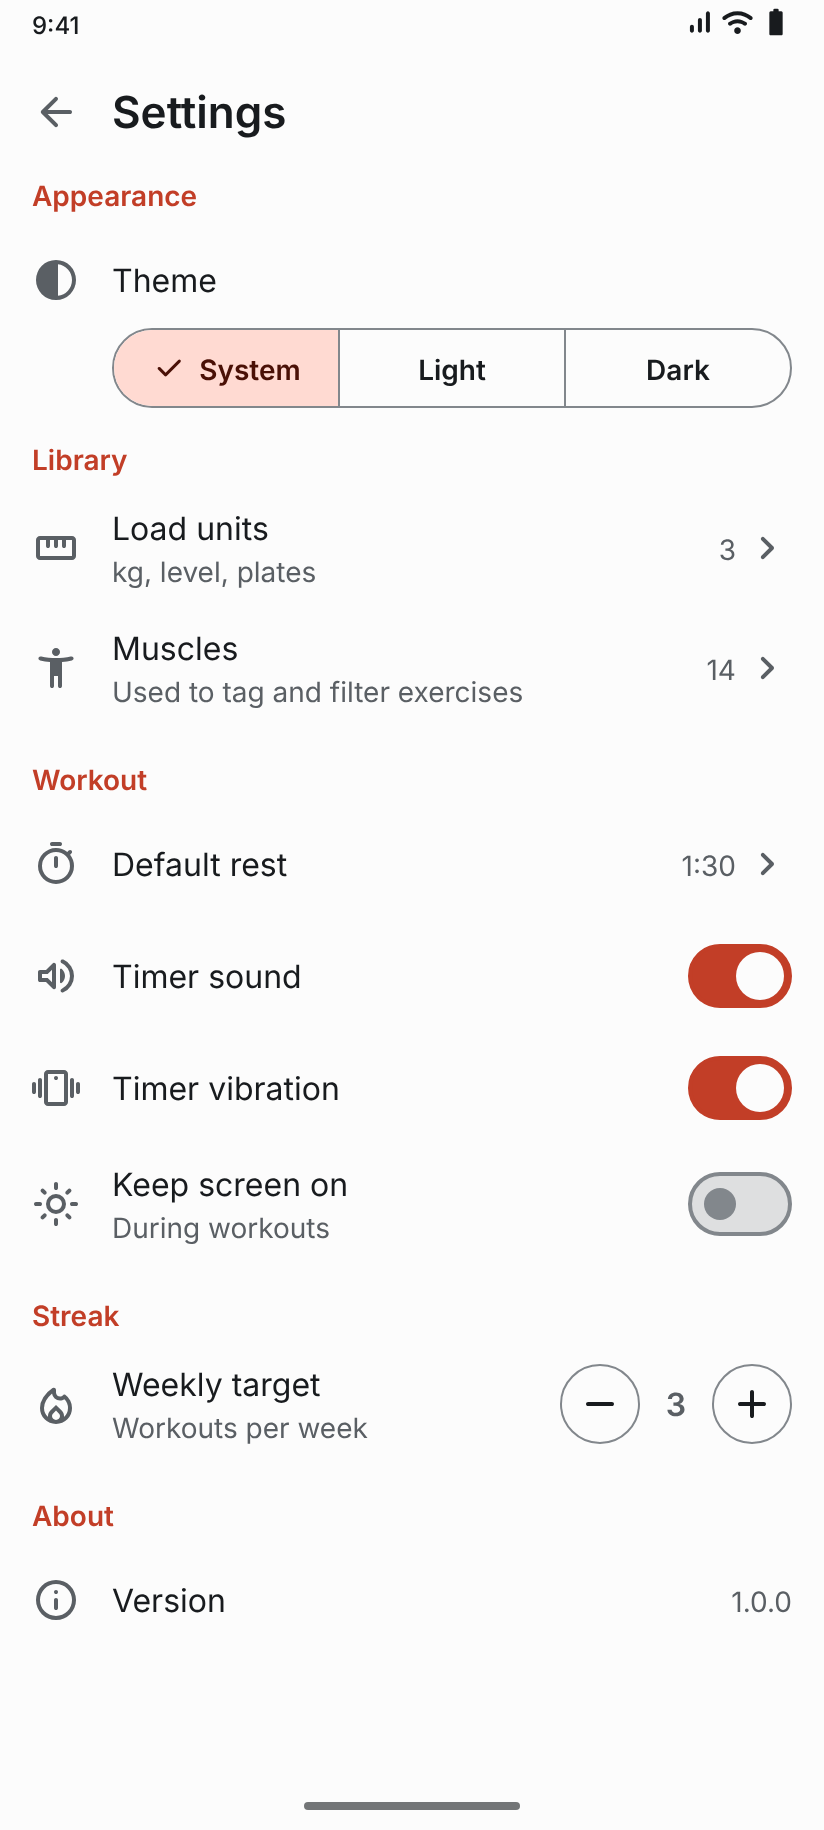 9:41
Settings
Appearance
Theme
System
Light
Dark
Library
Load units
kg, level, plates
3
Muscles
Used to tag and filter exercises
14
Workout
Default rest
1:30
Timer sound
Timer vibration
Keep screen on
During workouts
Streak
Weekly target
Workouts per week
3
About
Version
1.0.0